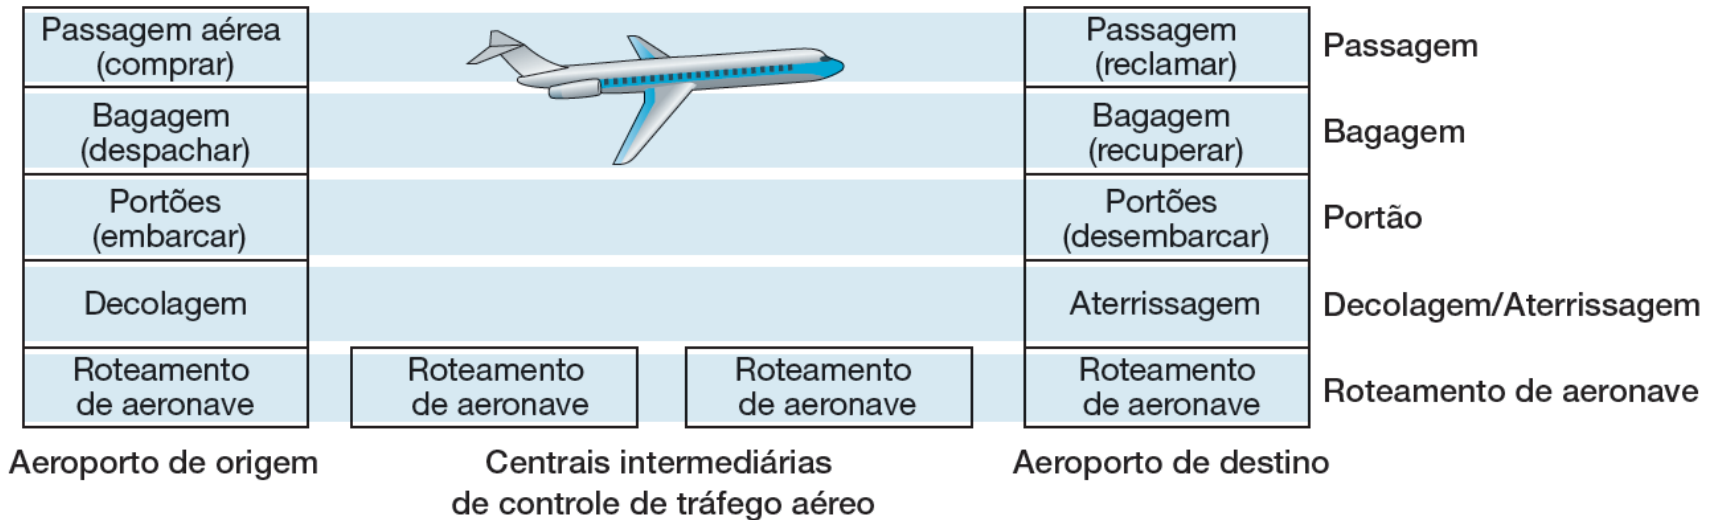 Passagem aérea
(comprar)
Passagem
(reclamar)
Passagem
Bagagem
(despachar)
Bagagem
(recuperar)
Bagagem
Portões
(embarcar)
Portões
(desembarcar)
Portão
Decolagem
Aterrissagem
Decolagem/Aterrissagem
Roteamento
de aeronave
Roteamento
de aeronave
Roteamento
de aeronave
Roteamento
de aeronave
Roteamento de aeronave
Aeroporto de origem
Centrais intermediárias
de controle de tráfego aéreo
Aeroporto de destino